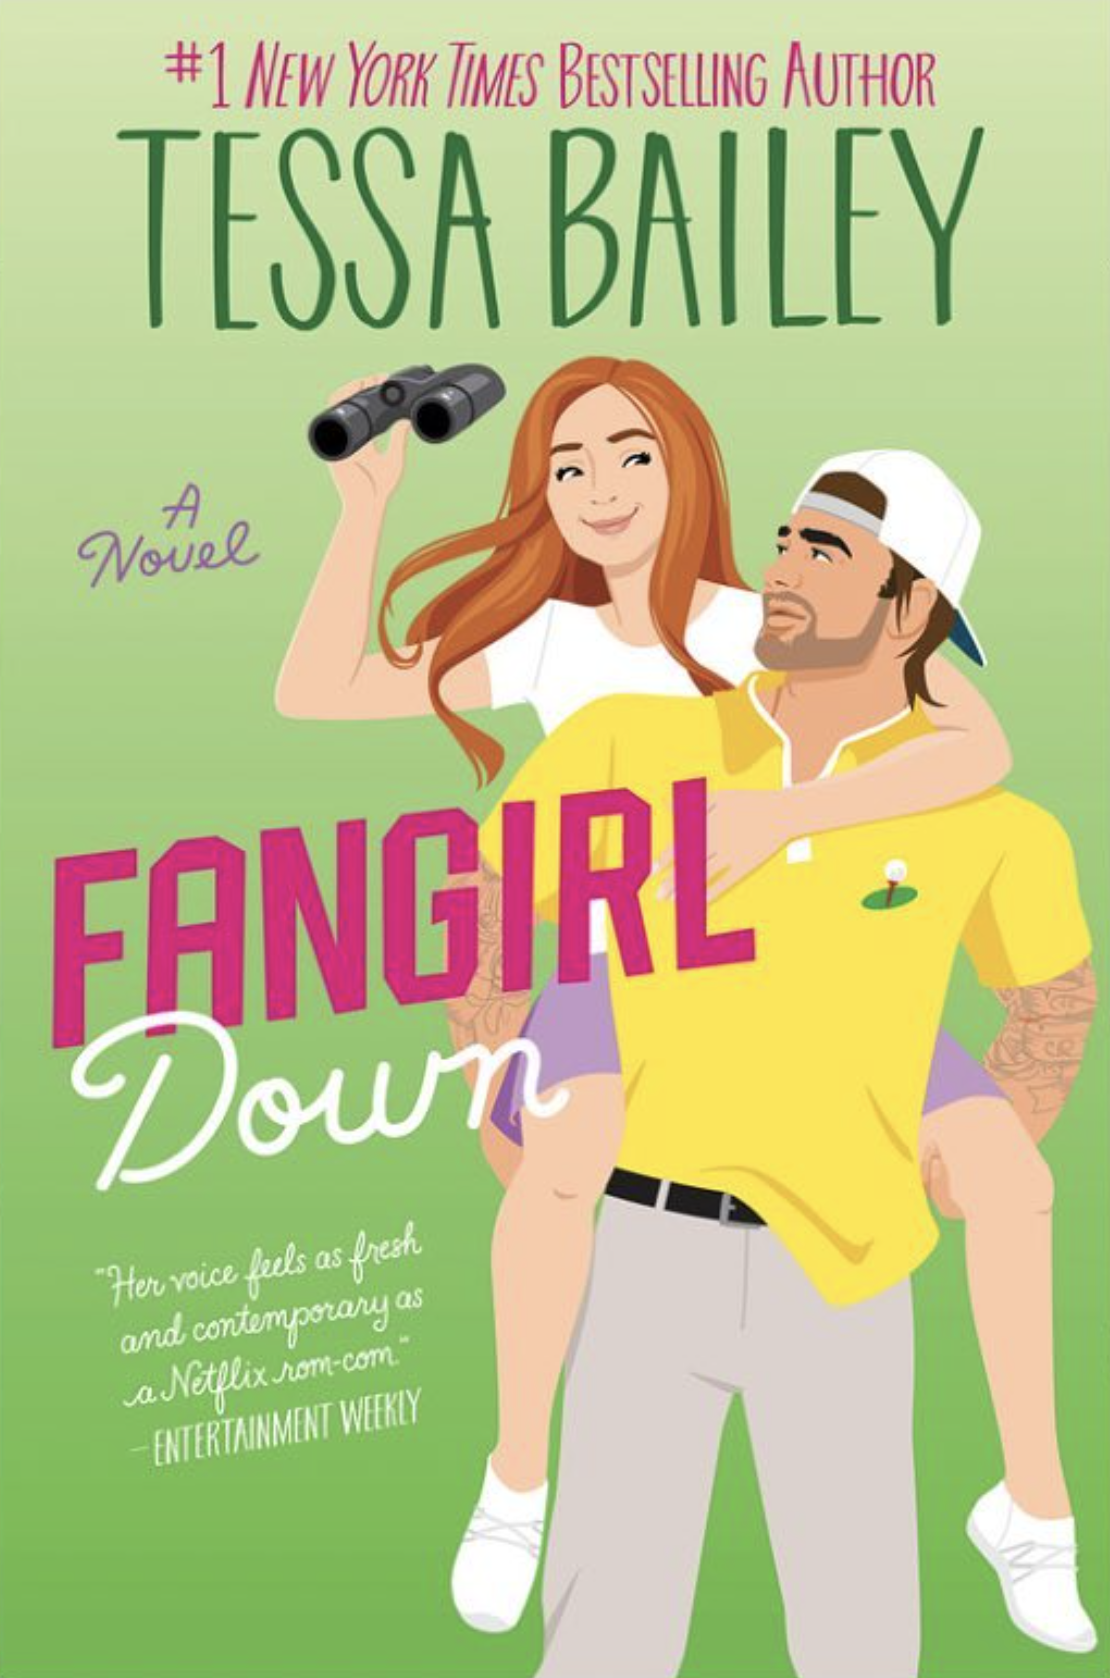 #1 NEW YORK TIMES BESTSELLING AUTHOR
TESSA BAILEY
A
Novel
FANGIRL
Down
"Her voice feels as fresh
and contemporary as
a Netflix rom-com."
—ENTERTAINMENT WEEKLY